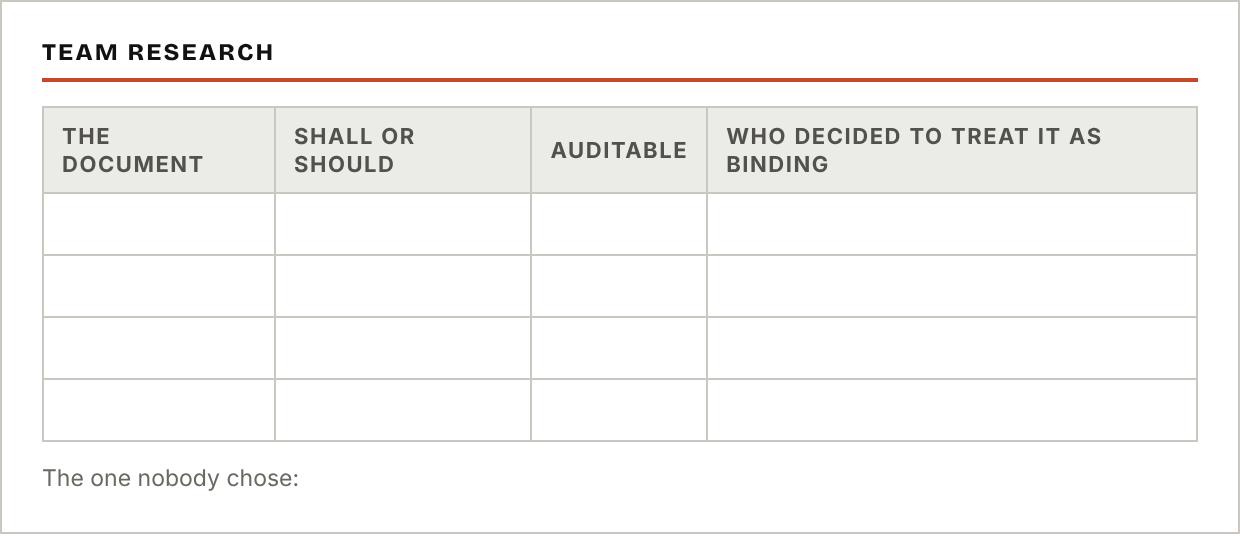 TEAM RESEARCH
THE
DOCUMENT
SHALL OR
SHOULD
AUDITABLE
WHO DECIDED TO TREAT IT AS
BINDING
The one nobody chose: